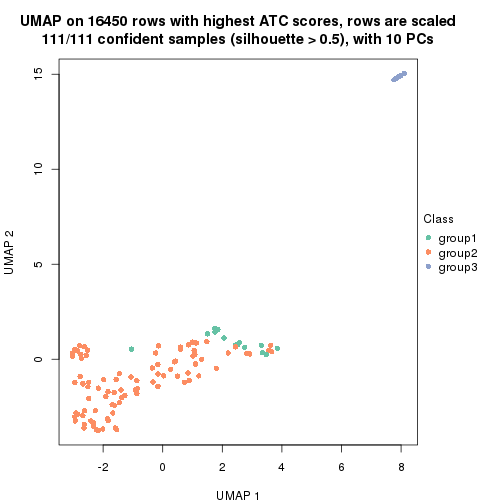 UMAP on 16450 rows with highest ATC scores, rows are scaled
111/111 confident samples (silhouette > 0.5), with 10 PCs
15
10
5
0
UMAP 2
-2
0
2
4
6
8
UMAP 1
Class
group1
group2
group3